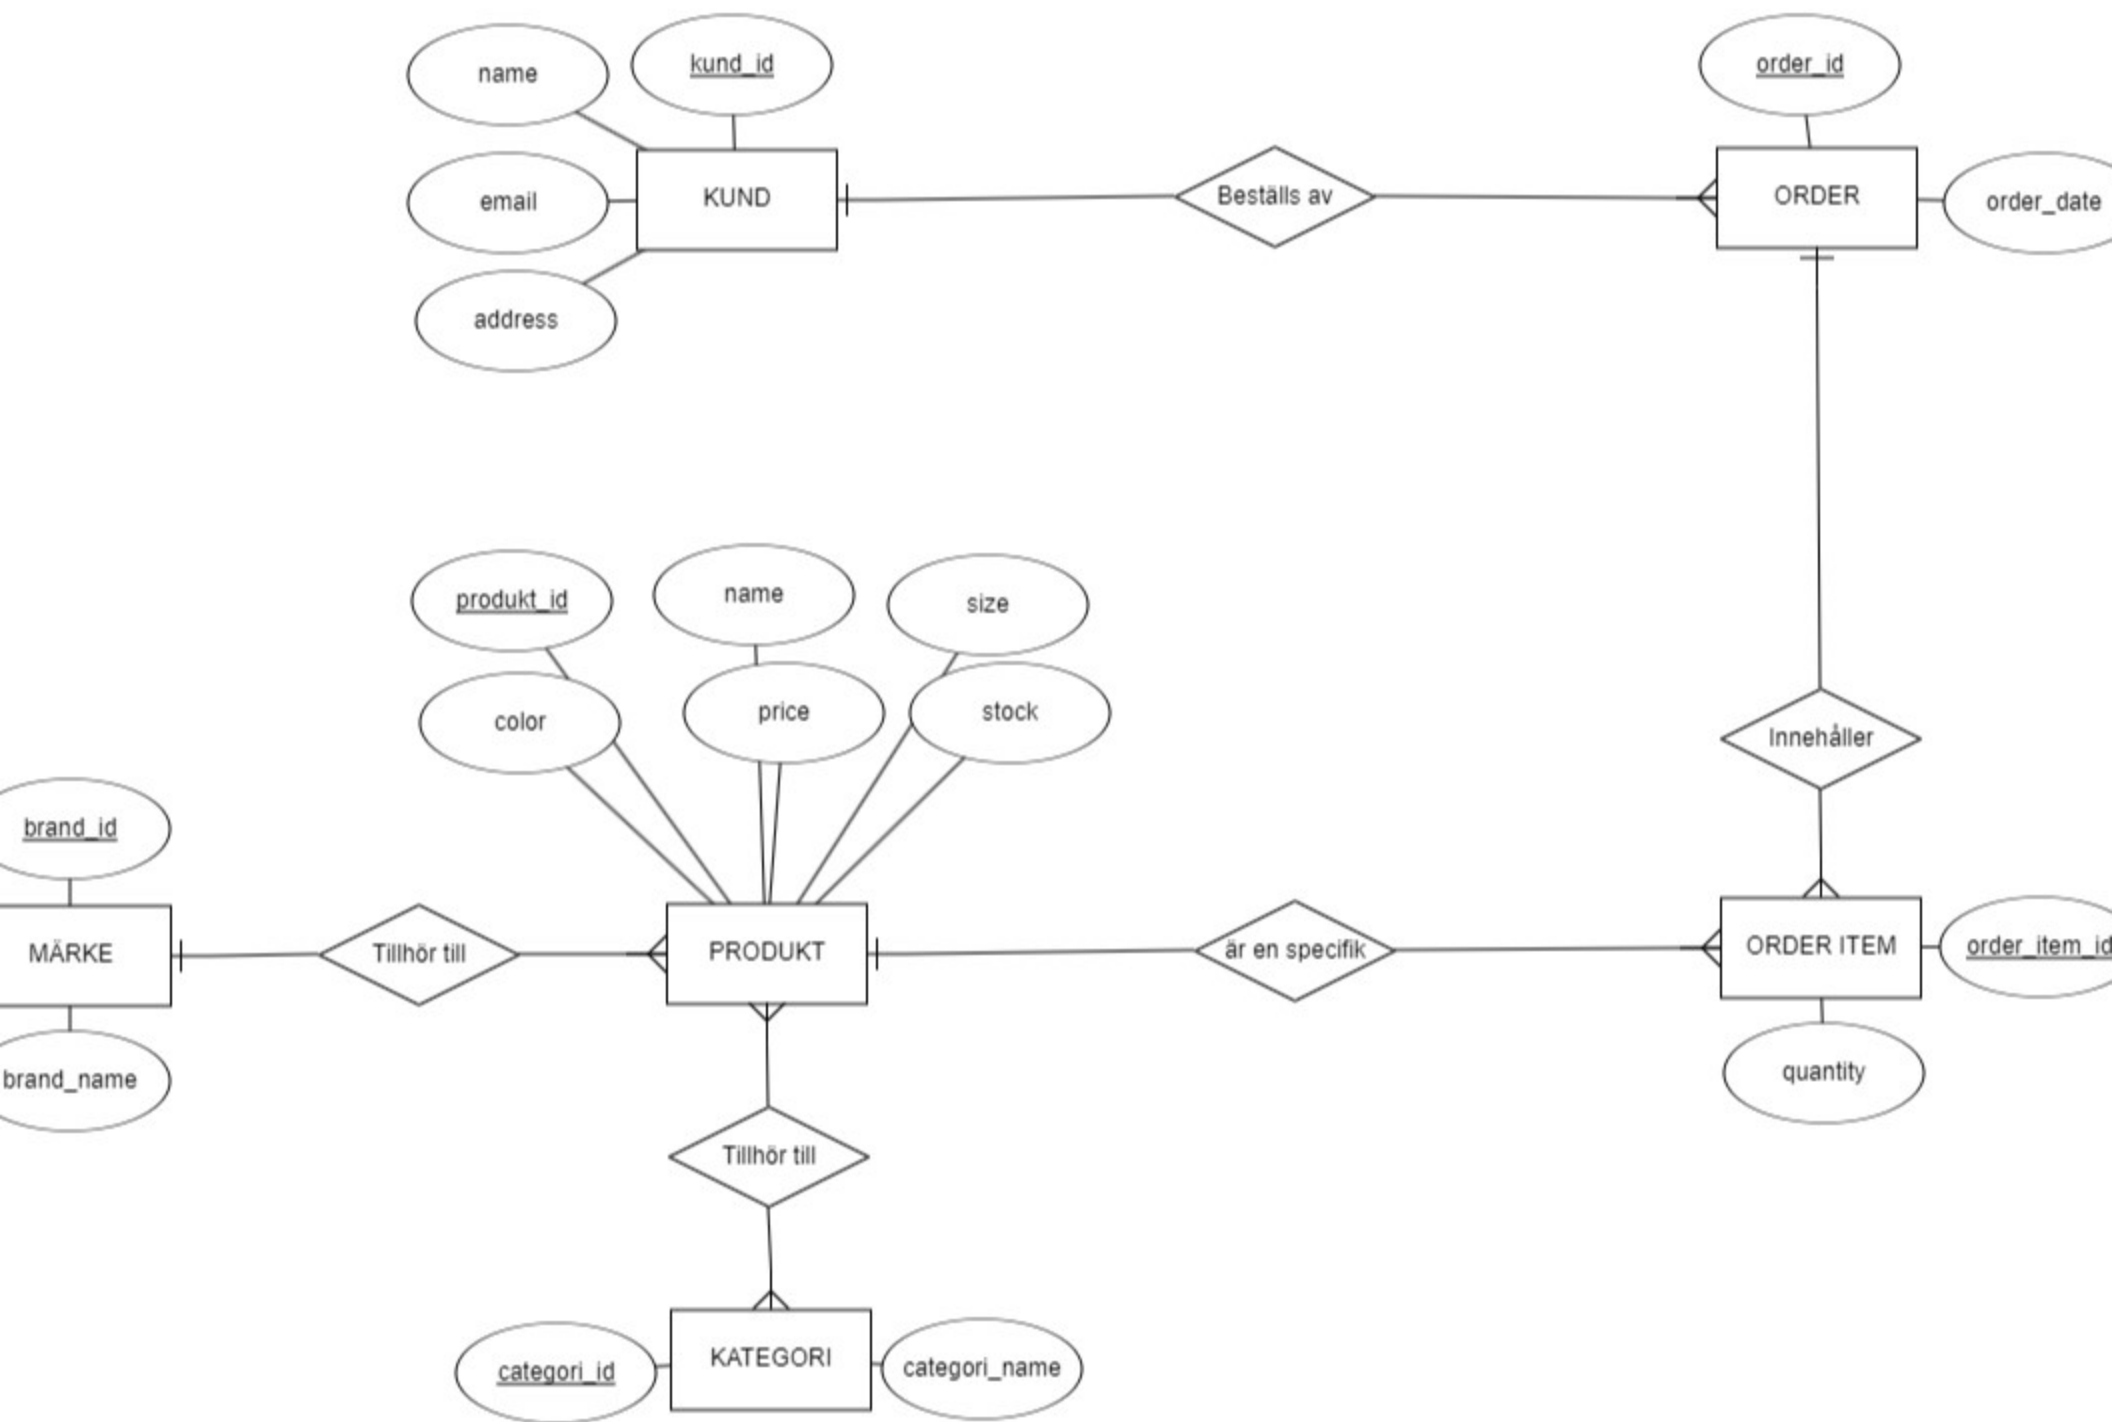 name
kund_id
order_id
KUND
Beställs av
ORDER
email
order_date
address
produkt_id
name
size
color
price
stock
Innehåller
brand_id
MÄRKE
Tillhör till
PRODUKT
är en specifik
ORDER ITEM
order_item_id
brand_name
quantity
Tillhör till
KATEGORI
categori_id
categori_name